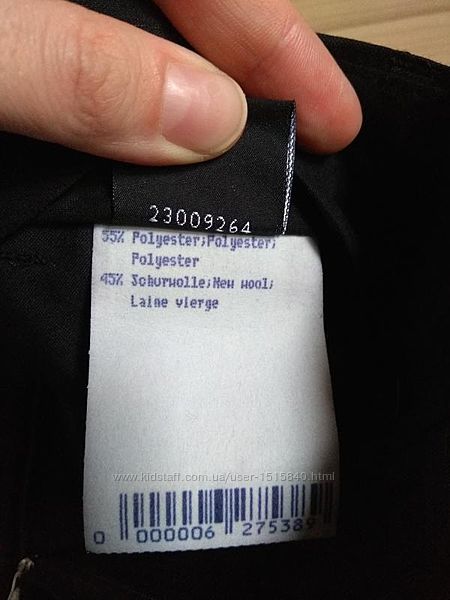 23009264
55% Polyester;Polyester;
Polyester
45% Schurwolle;New wool;
Laine vierge
www.kidstaff.com.ua/user-1515849.html
0 000006 275389